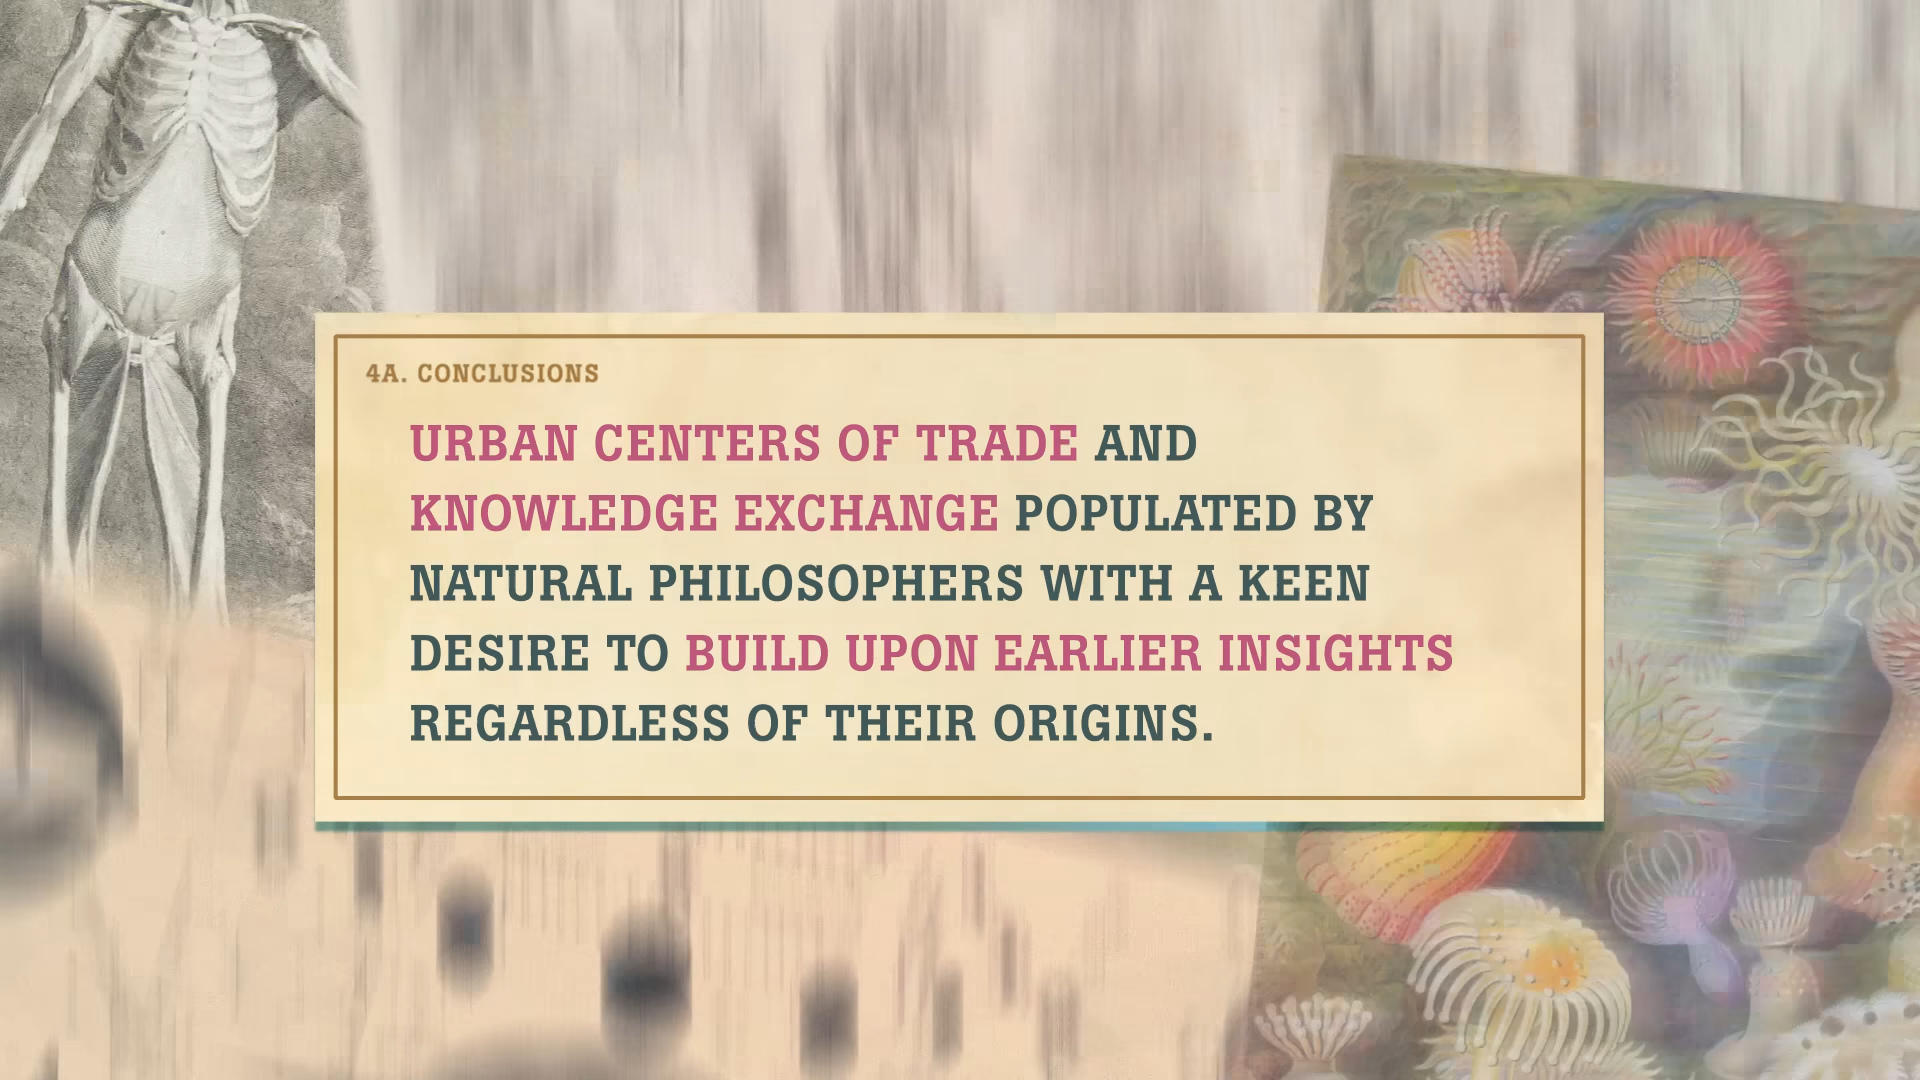 4A. CONCLUSIONS
URBAN CENTERS OF TRADE AND
KNOWLEDGE EXCHANGE POPULATED BY
NATURAL PHILOSOPHERS WITH A KEEN
DESIRE TO BUILD UPON EARLIER INSIGHTS
REGARDLESS OF THEIR ORIGINS.